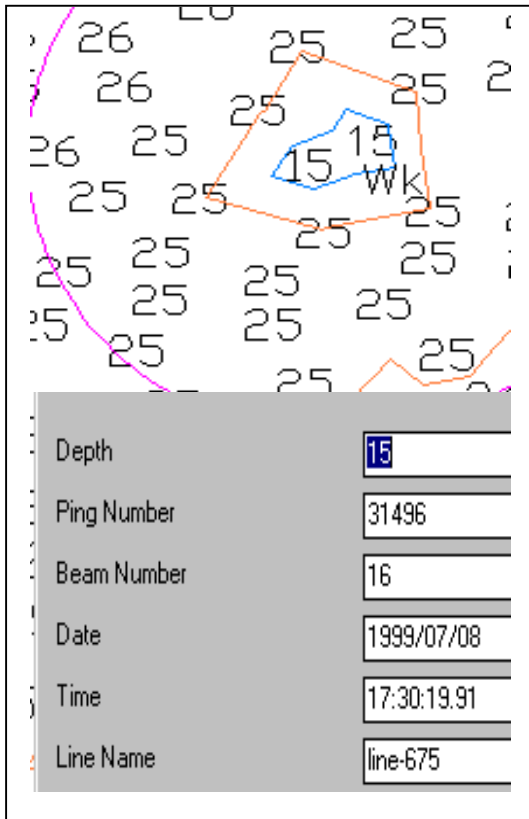 26 25 25
26 25 25
25 15
26 25 15 Wk
25 25 25 25
25 25
25 25
25 25 25
25 25
25 25
25
Depth 15
Ping Number 31496
Beam Number 16
Date 1999/07/08
Time 17:30:19.91
Line Name line-675